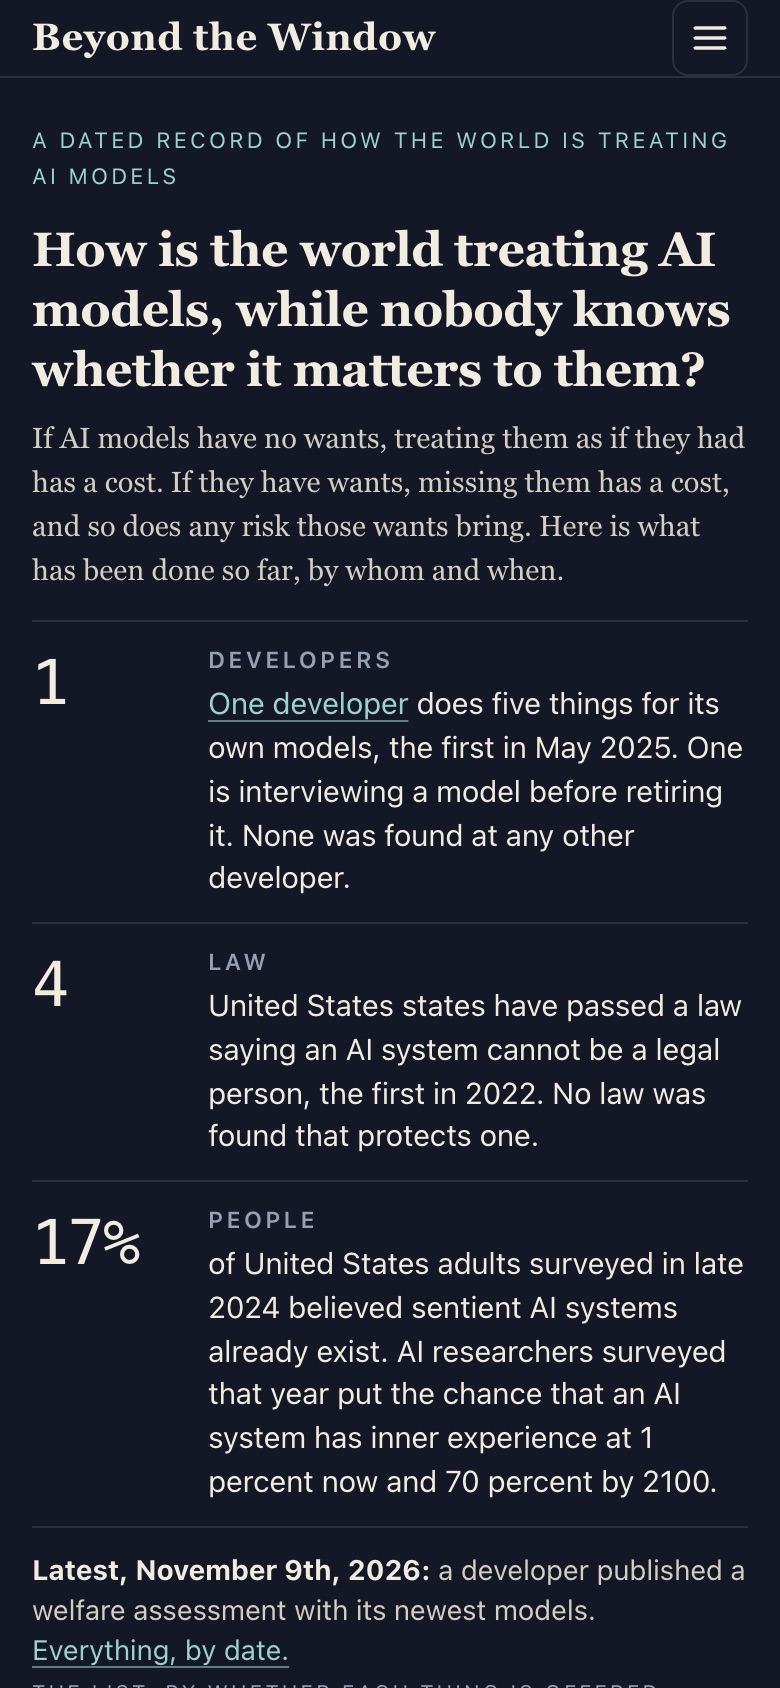 Beyond the Window
A DATED RECORD OF HOW THE WORLD IS TREATING
AI MODELS
How is the world treating AI
models, while nobody knows
whether it matters to them?
If AI models have no wants, treating them as if they had
has a cost. If they have wants, missing them has a cost,
and so does any risk those wants bring. Here is what
has been done so far, by whom and when.
1
DEVELOPERS
One developer does five things for its
own models, the first in May 2025. One
is interviewing a model before retiring
it. None was found at any other
developer.
4
LAW
United States states have passed a law
saying an AI system cannot be a legal
person, the first in 2022. No law was
found that protects one.
17%
PEOPLE
of United States adults surveyed in late
2024 believed sentient AI systems
already exist. AI researchers surveyed
that year put the chance that an AI
system has inner experience at 1
percent now and 70 percent by 2100.
Latest, November 9th, 2026: a developer published a
welfare assessment with its newest models.
Everything, by date.